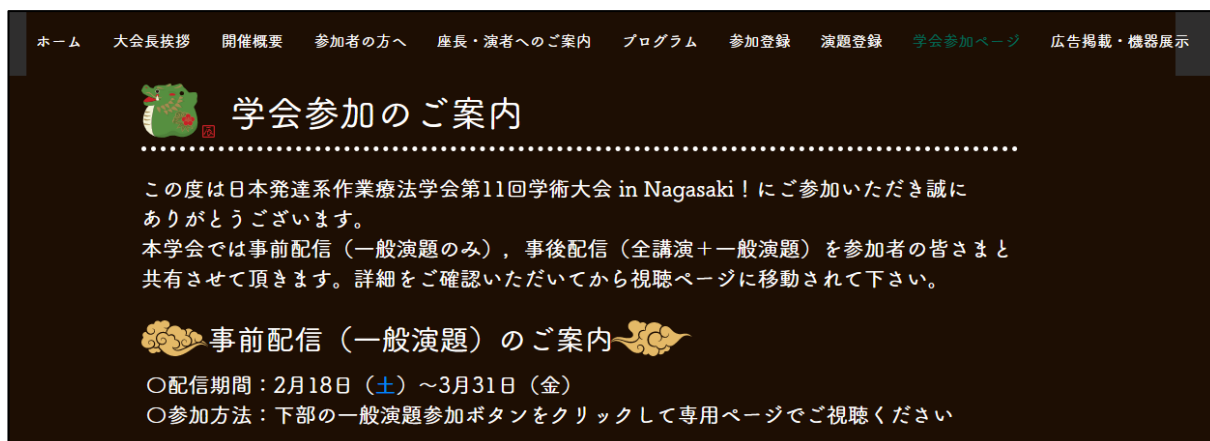 ホーム 大会長挨拶 開催概要 参加者の方へ 座長・演者へのご案内 プログラム 参加登録 演題登録 学会参加ページ 広告掲載・機器展示
学会参加のご案内
この度は日本発達系作業療法学会第11回学術大会 in Nagasaki！にご参加いただき誠に
ありがとうございます。
本学会では事前配信（一般演題のみ），事後配信（全講演＋一般演題）を参加者の皆さまと
共有させて頂きます。詳細をご確認いただいてから視聴ページに移動されて下さい。
事前配信（一般演題）のご案内
〇配信期間：2月18日（土）～3月31日（金）
〇参加方法：下部の一般演題参加ボタンをクリックして専用ページでご視聴ください